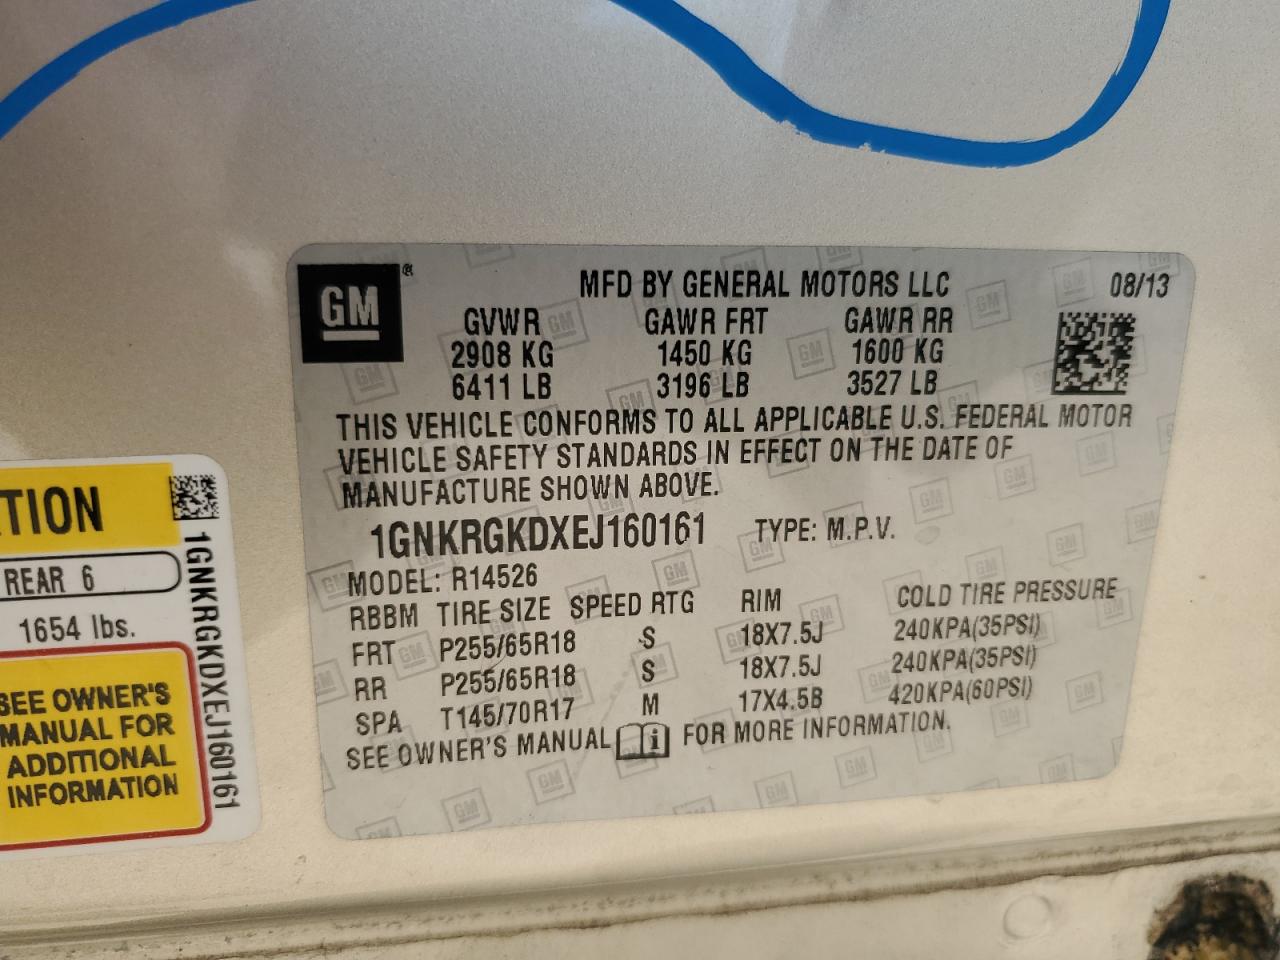 GM
®
MFD BY GENERAL MOTORS LLC 08/13
GVWR GAWR FRT GAWR RR
2908 KG 1450 KG 1600 KG
6411 LB 3196 LB 3527 LB
THIS VEHICLE CONFORMS TO ALL APPLICABLE U.S. FEDERAL MOTOR
VEHICLE SAFETY STANDARDS IN EFFECT ON THE DATE OF
MANUFACTURE SHOWN ABOVE.
1GNKRGKDXEJ160161 TYPE: M.P.V.
MODEL: R14526
RBBM TIRE SIZE SPEED RTG RIM COLD TIRE PRESSURE
FRT P255/65R18 S 18X7.5J 240KPA(35PSI)
RR P255/65R18 S 18X7.5J 240KPA(35PSI)
SPA T145/70R17 M 17X4.5B 420KPA(60PSI)
SEE OWNER'S MANUAL i FOR MORE INFORMATION.
TION
REAR 6
1654 lbs.
SEE OWNER'S
MANUAL FOR
ADDITIONAL
INFORMATION
1GNKRGKDXEJ160161